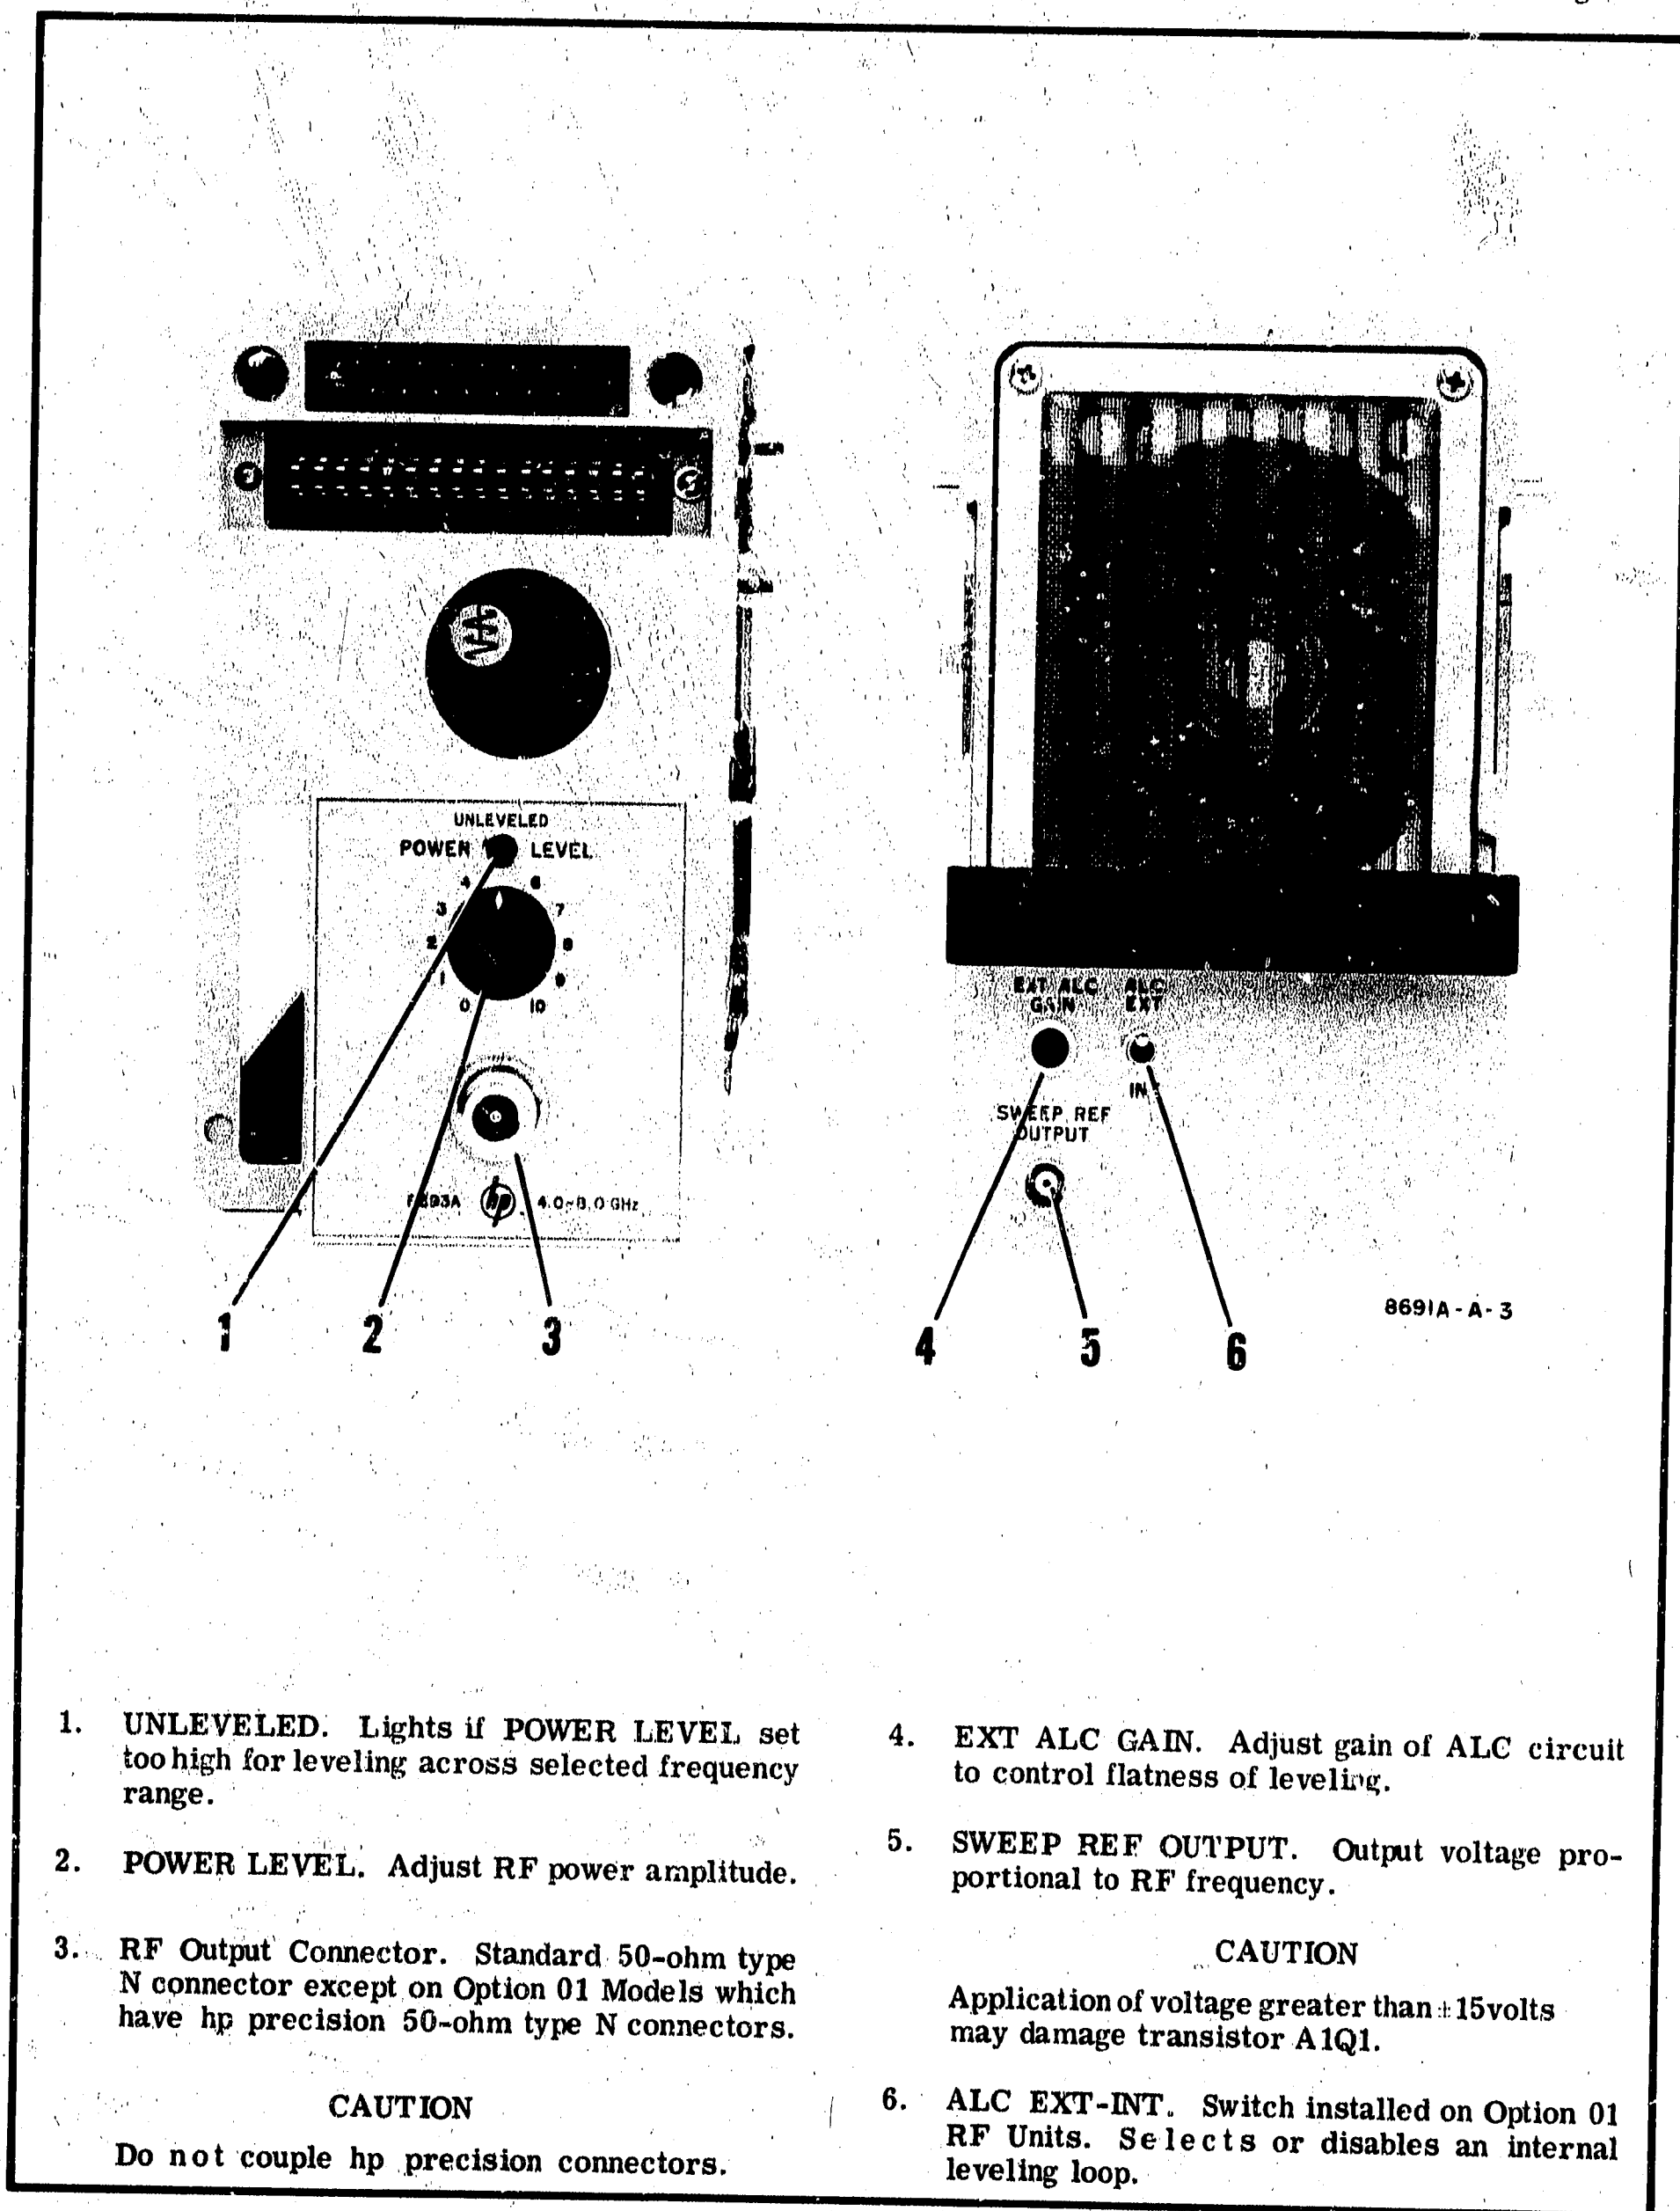 UNLEVELED
POWER LEVEL
4 6
3 7
2 8
1 9
0 10
hp 4.0-8.0 GHz
1 2 3
EXT ALC GAIN
ALC EXT
IN
SWEEP REF
OUTPUT
8691A-A-3
4 5 6
1. UNLEVELED. Lights if POWER LEVEL set
too high for leveling across selected frequency
range.
2. POWER LEVEL. Adjust RF power amplitude.
3. RF Output Connector. Standard 50-ohm type
N connector except on Option 01 Models which
have hp precision 50-ohm type N connectors.
CAUTION
Do not couple hp precision connectors.
4. EXT ALC GAIN. Adjust gain of ALC circuit
to control flatness of leveling.
5. SWEEP REF OUTPUT. Output voltage pro-
portional to RF frequency.
CAUTION
Application of voltage greater than ±15 volts
may damage transistor A1Q1.
6. ALC EXT-INT. Switch installed on Option 01
RF Units. Selects or disables an internal
leveling loop.